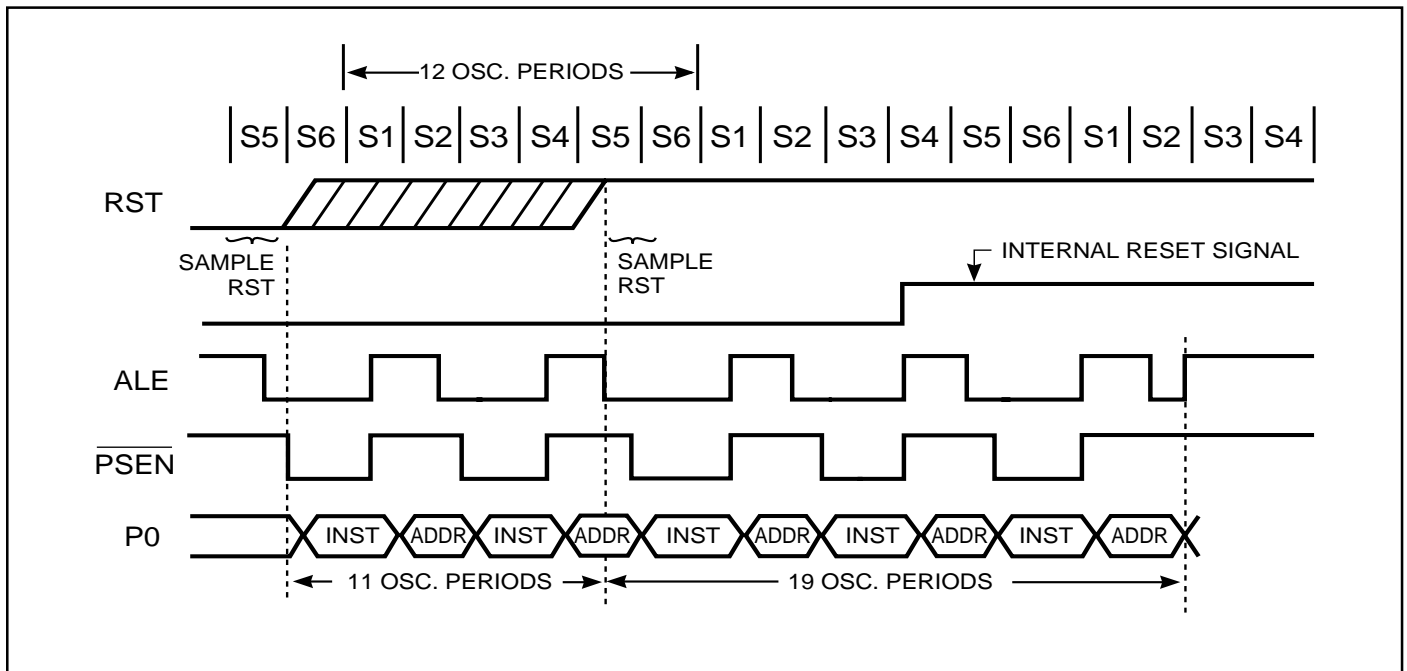 12 OSC. PERIODS
S5 S6 S1 S2 S3 S4 S5 S6 S1 S2 S3 S4 S5 S6 S1 S2 S3 S4
RST
SAMPLE
RST
SAMPLE
RST
INTERNAL RESET SIGNAL
ALE
PSEN
P0
INST ADDR INST ADDR INST ADDR INST ADDR INST ADDR
11 OSC. PERIODS
19 OSC. PERIODS